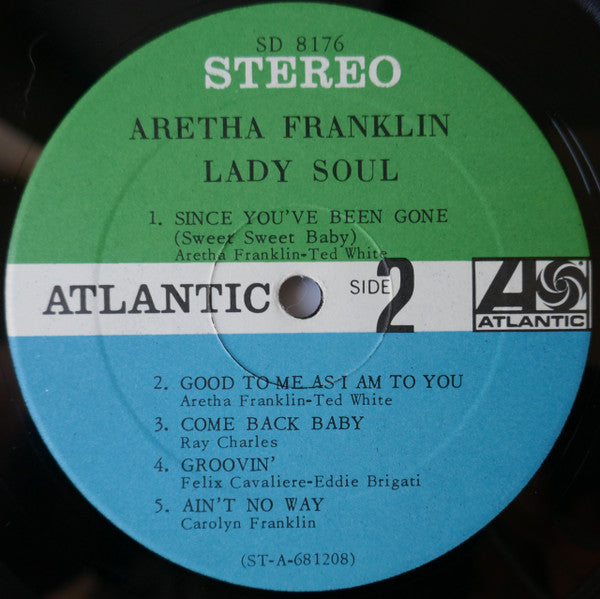 SD 8176
STEREO
ARETHA FRANKLIN
LADY SOUL
1. SINCE YOU'VE BEEN GONE
(Sweet Sweet Baby)
Aretha Franklin-Ted White
ATLANTIC
SIDE 2
ATLANTIC
2. GOOD TO ME AS I AM TO YOU
Aretha Franklin-Ted White
3. COME BACK BABY
Ray Charles
4. GROOVIN'
Felix Cavaliere-Eddie Brigati
5. AIN'T NO WAY
Carolyn Franklin
(ST-A-681208)